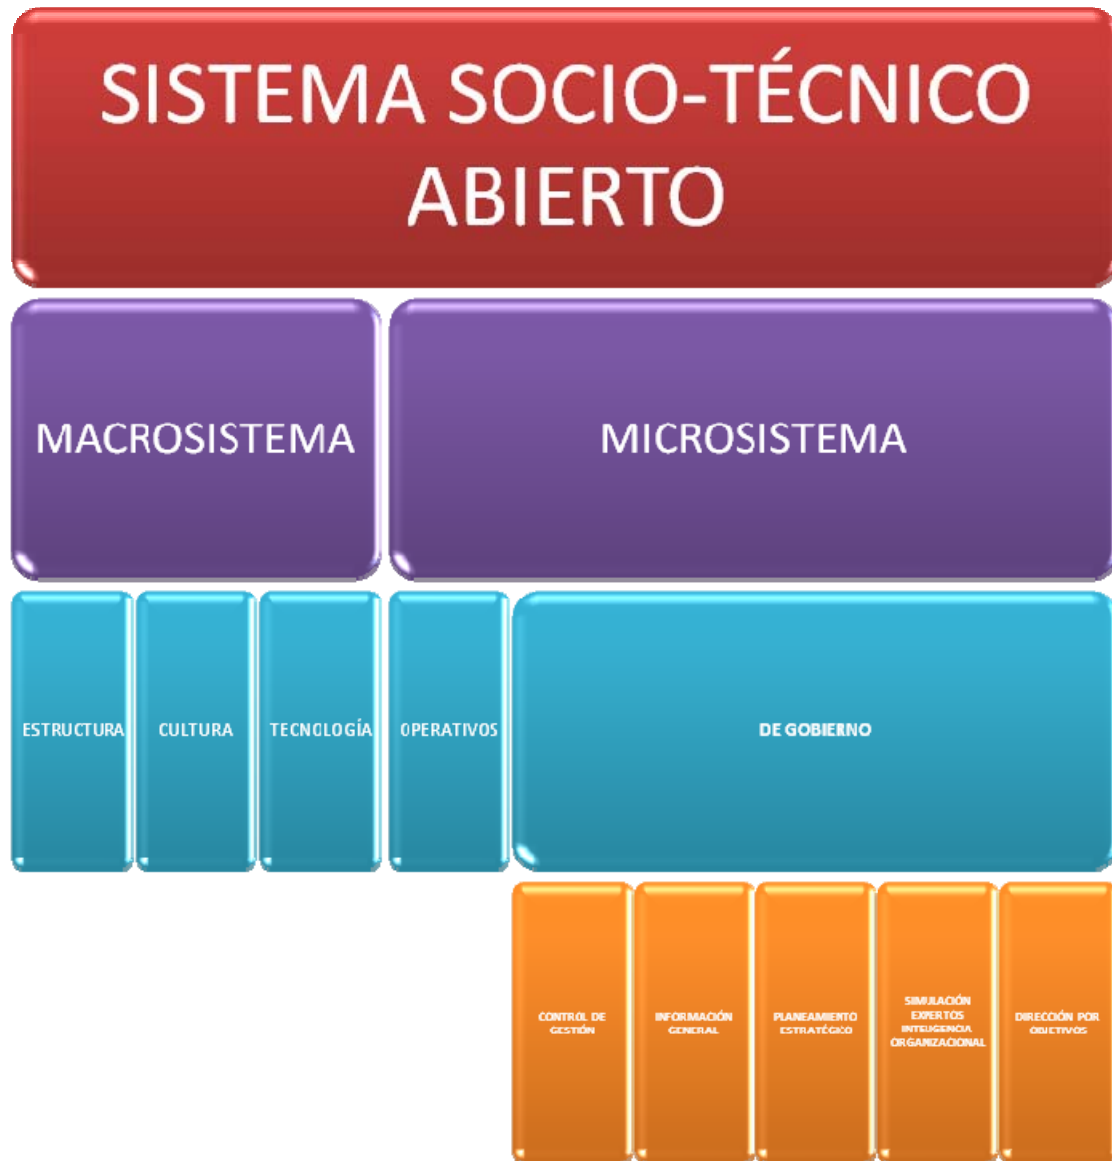 SISTEMA SOCIO-TÉCNICO
ABIERTO
MACROSISTEMA
MICROSISTEMA
ESTRUCTURA
CULTURA
TECNOLOGÍA
OPERATIVOS
DE GOBIERNO
CONTROL DE
GESTIÓN
INFORMACIÓN
GENERAL
PLANEAMIENTO
ESTRATÉGICO
SIMULACIÓN
EXPERTOS
INTELIGENCIA
ORGANIZACIONAL
DIRECCIÓN POR
OBJETIVOS